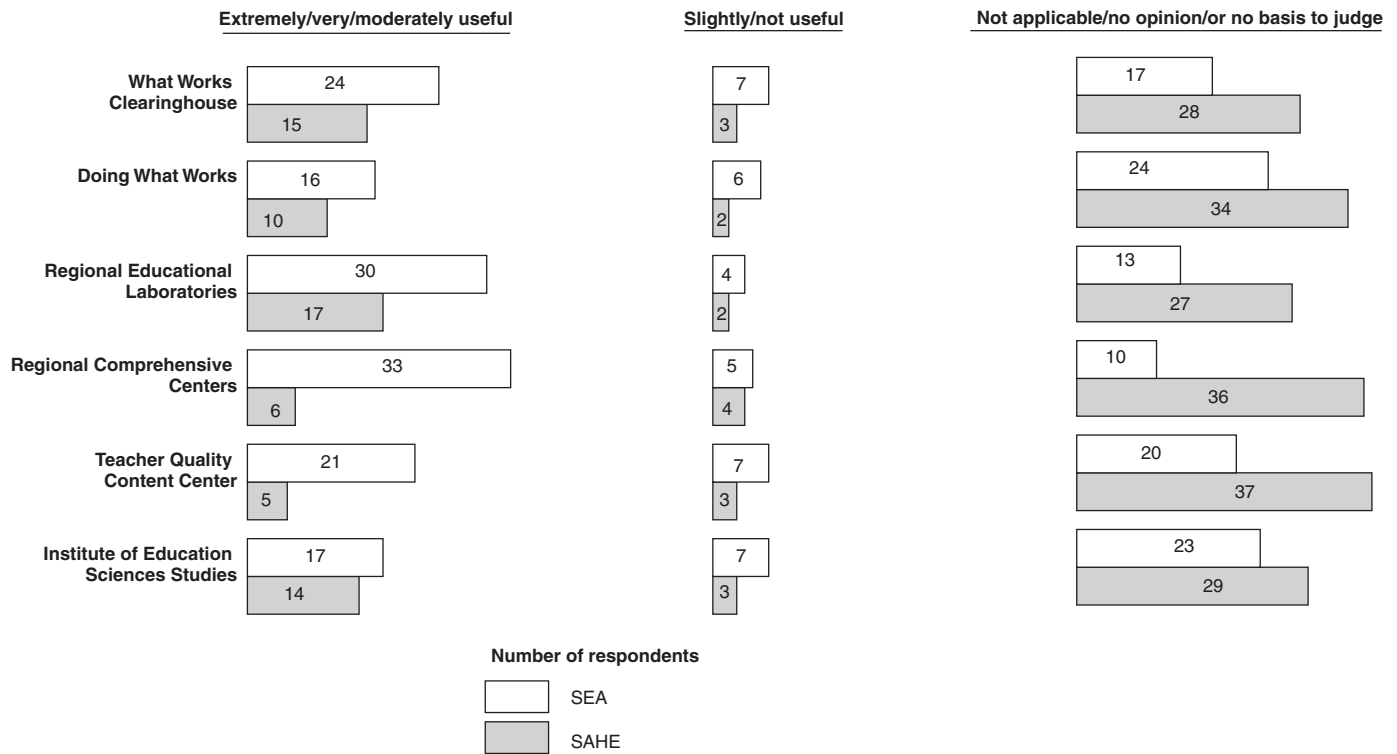 Extremely/very/moderately useful
Slightly/not useful
Not applicable/no opinion/or no basis to judge
What Works
Clearinghouse
24
15
7
3
17
28
Doing What Works
16
10
6
2
24
34
Regional Educational
Laboratories
30
17
4
2
13
27
Regional Comprehensive
Centers
33
6
5
4
10
36
Teacher Quality
Content Center
21
5
7
3
20
37
Institute of Education
Sciences Studies
17
14
7
3
23
29
Number of respondents
SEA
SAHE